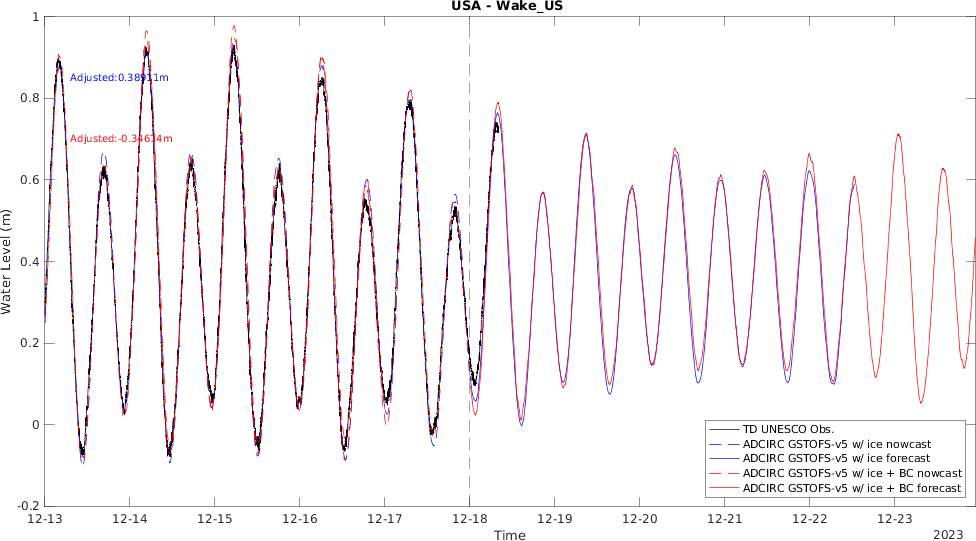 USA - Wake_US
1
0.8
0.6
0.4
0.2
0
-0.2
Water Level (m)
Adjusted:0.38911m
Adjusted:-0.34614m
TD UNESCO Obs.
ADCIRC GSTOFS-v5 w/ ice nowcast
ADCIRC GSTOFS-v5 w/ ice forecast
ADCIRC GSTOFS-v5 w/ ice + BC nowcast
ADCIRC GSTOFS-v5 w/ ice + BC forecast
12-13 12-14 12-15 12-16 12-17 12-18 12-19 12-20 12-21 12-22 12-23
Time
2023